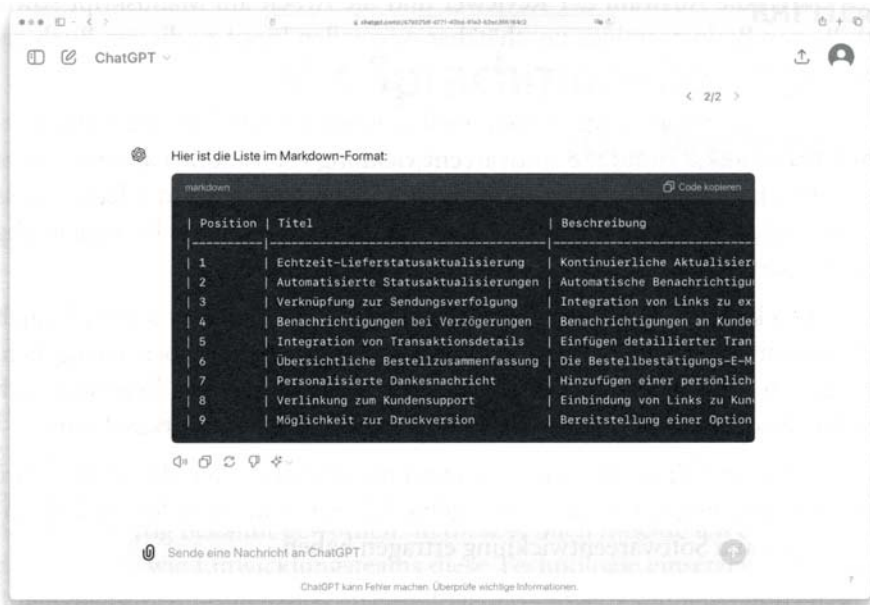 ChatGPT
< 2/2 >
Hier ist die Liste im Markdown-Format:
markdown
Code kopieren
| Position | Titel | Beschreibung
|----------|----------------------------------------|--------------------
| 1 | Echtzeit-Lieferstatusaktualisierung | Kontinuierliche Aktualisier
| 2 | Automatisierte Statusaktualisierungen | Automatische Benachrichtigu
| 3 | Verknüpfung zur Sendungsverfolgung | Integration von Links zu ex
| 4 | Benachrichtigungen bei Verzögerungen | Benachrichtigungen an Kunde
| 5 | Integration von Transaktionsdetails | Einfügen detaillierter Tran
| 6 | Übersichtliche Bestellzusammenfassung | Die Bestellbestätigungs-E-M
| 7 | Personalisierte Dankesnachricht | Hinzufügen einer persönlich
| 8 | Verlinkung zum Kundensupport | Einbindung von Links zu Kun
| 9 | Möglichkeit zur Druckversion | Bereitstellung einer Option
Sende eine Nachricht an ChatGPT
ChatGPT kann Fehler machen. Überprüfe wichtige Informationen.
?